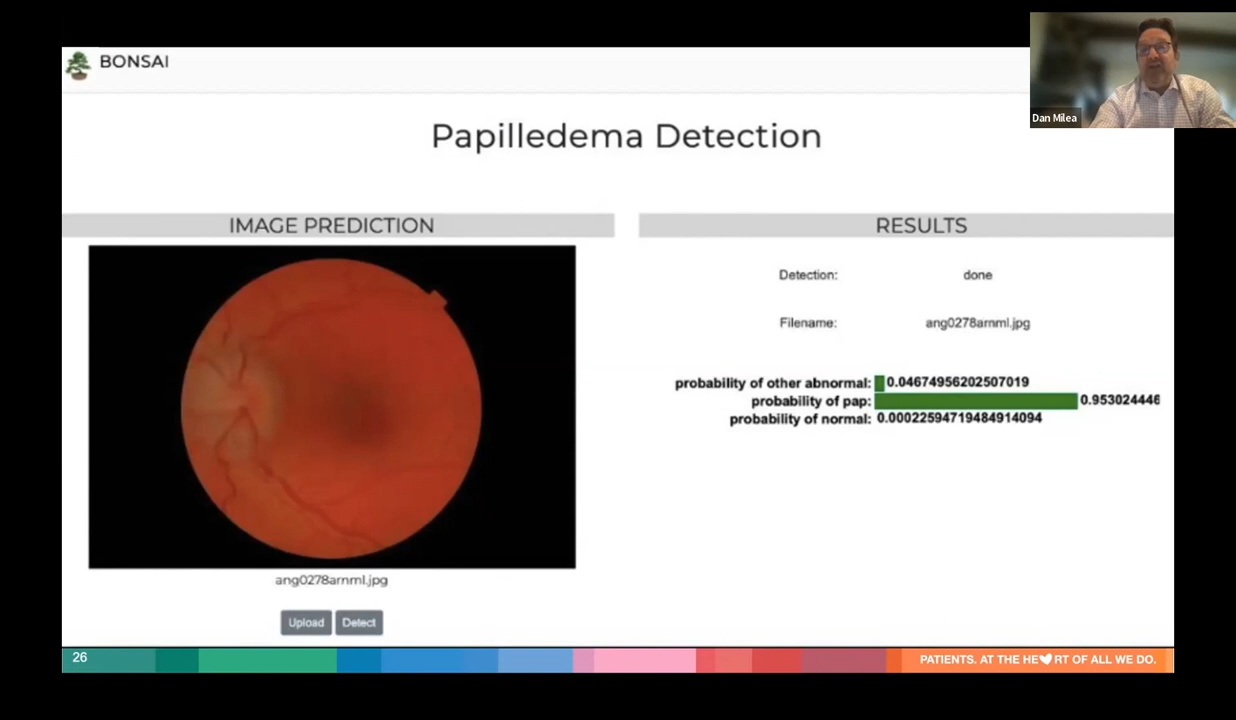 BONSAI
Dan Milea
Papilledema Detection
IMAGE PREDICTION
RESULTS
Detection: done
Filename: ang0278arnml.jpg
probability of other abnormal: 0.04674956202507019
probability of pap: 0.953024446
probability of normal: 0.00022594719484914094
ang0278arnml.jpg
Upload Detect
26
PATIENTS. AT THE HE RT OF ALL WE DO.